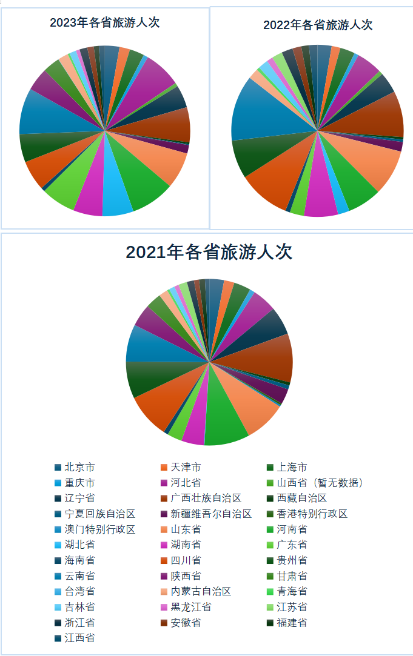 2023年各省旅游人次
2022年各省旅游人次
2021年各省旅游人次
北京市 天津市 上海市
重庆市 河北省 山西省（暂无数据）
辽宁省 广西壮族自治区 西藏自治区
宁夏回族自治区 新疆维吾尔自治区 香港特别行政区
澳门特别行政区 山东省 河南省
湖北省 湖南省 广东省
海南省 四川省 贵州省
云南省 陕西省 甘肃省
台湾省 内蒙古自治区 青海省
吉林省 黑龙江省 江苏省
浙江省 安徽省 福建省
江西省